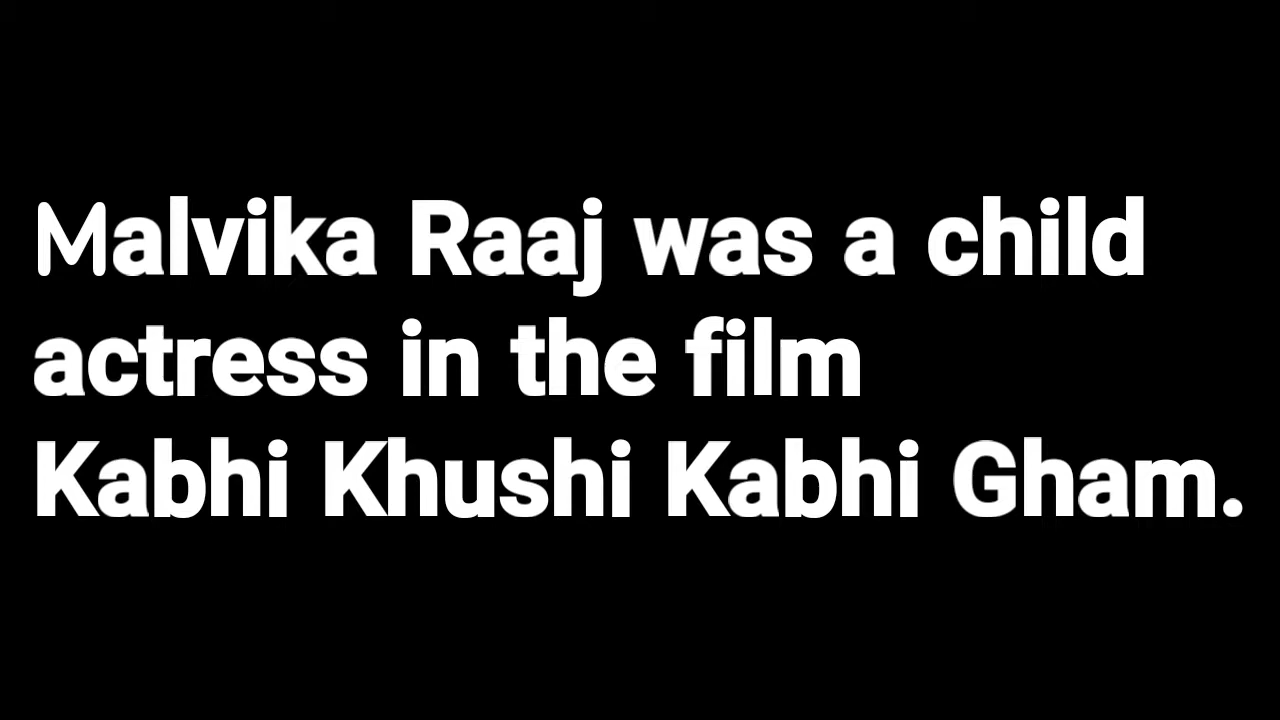 Malvika Raaj was a child
actress in the film
Kabhi Khushi Kabhi Gham.